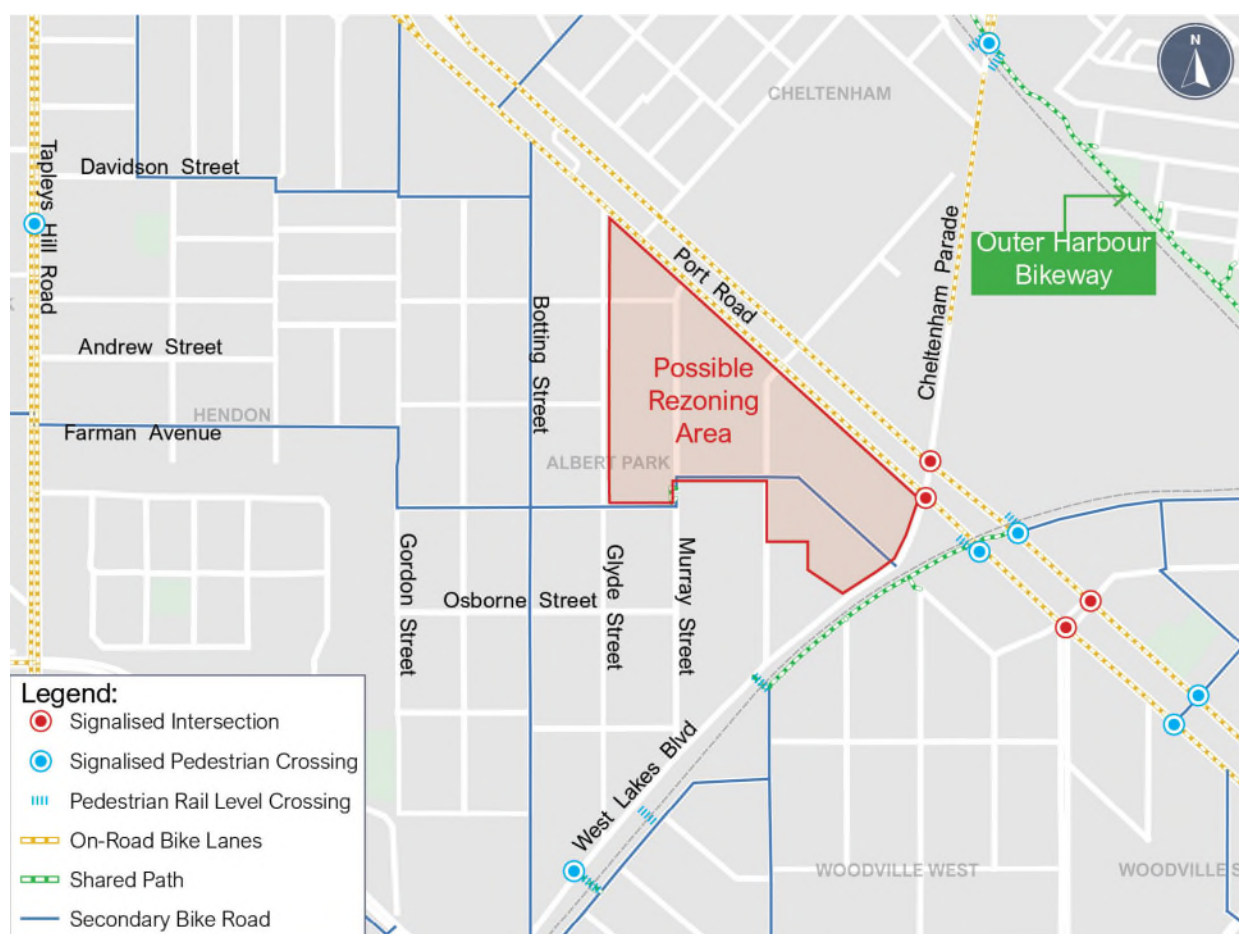 N
CHELTENHAM
Davidson Street
Tapleys Hill Road
Outer Harbour
Bikeway
Cheltenham Parade
Port Road
Botting Street
Andrew Street
Possible
Rezoning
Area
HENDON
Farman Avenue
ALBERT PARK
Gordon Street
Osborne Street
Glyde Street
Murray Street
West Lakes Blvd
WOODVILLE WEST
WOODVILLE S
Legend:
Signalised Intersection
Signalised Pedestrian Crossing
Pedestrian Rail Level Crossing
On-Road Bike Lanes
Shared Path
Secondary Bike Road